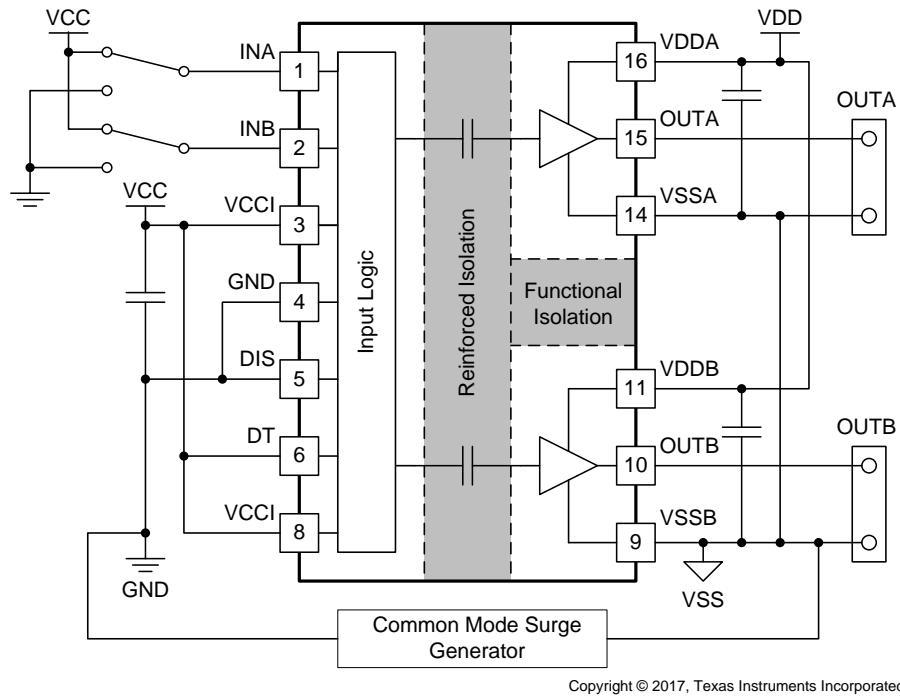 VCC
VDD
INA
1
INB
2
VCC
VCCI
3
GND
4
DIS
5
DT
6
VCCI
8
GND
Input Logic
Reinforced Isolation
Functional
Isolation
16
VDDA
15
OUTA
14
VSSA
OUTA
11
VDDB
10
OUTB
9
VSSB
OUTB
VSS
Common Mode Surge
Generator
Copyright © 2017, Texas Instruments Incorporated